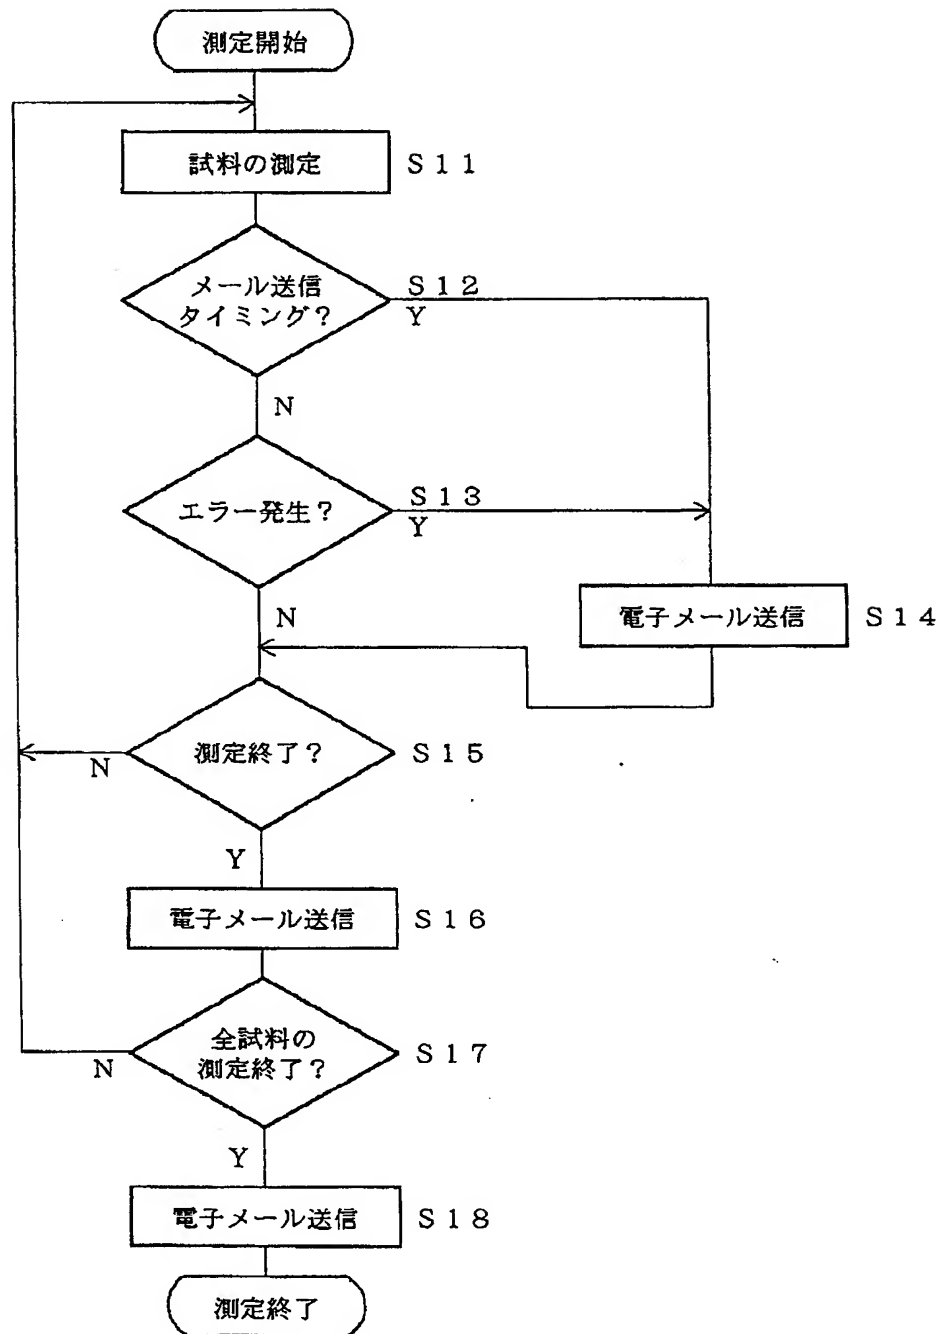 測定開始
試料の測定
S11
メール送信
タイミング?
S12
Y
N
エラー発生?
S13
Y
N
電子メール送信
S14
測定終了?
S15
N
Y
電子メール送信
S16
全試料の
測定終了?
S17
N
Y
電子メール送信
S18
測定終了